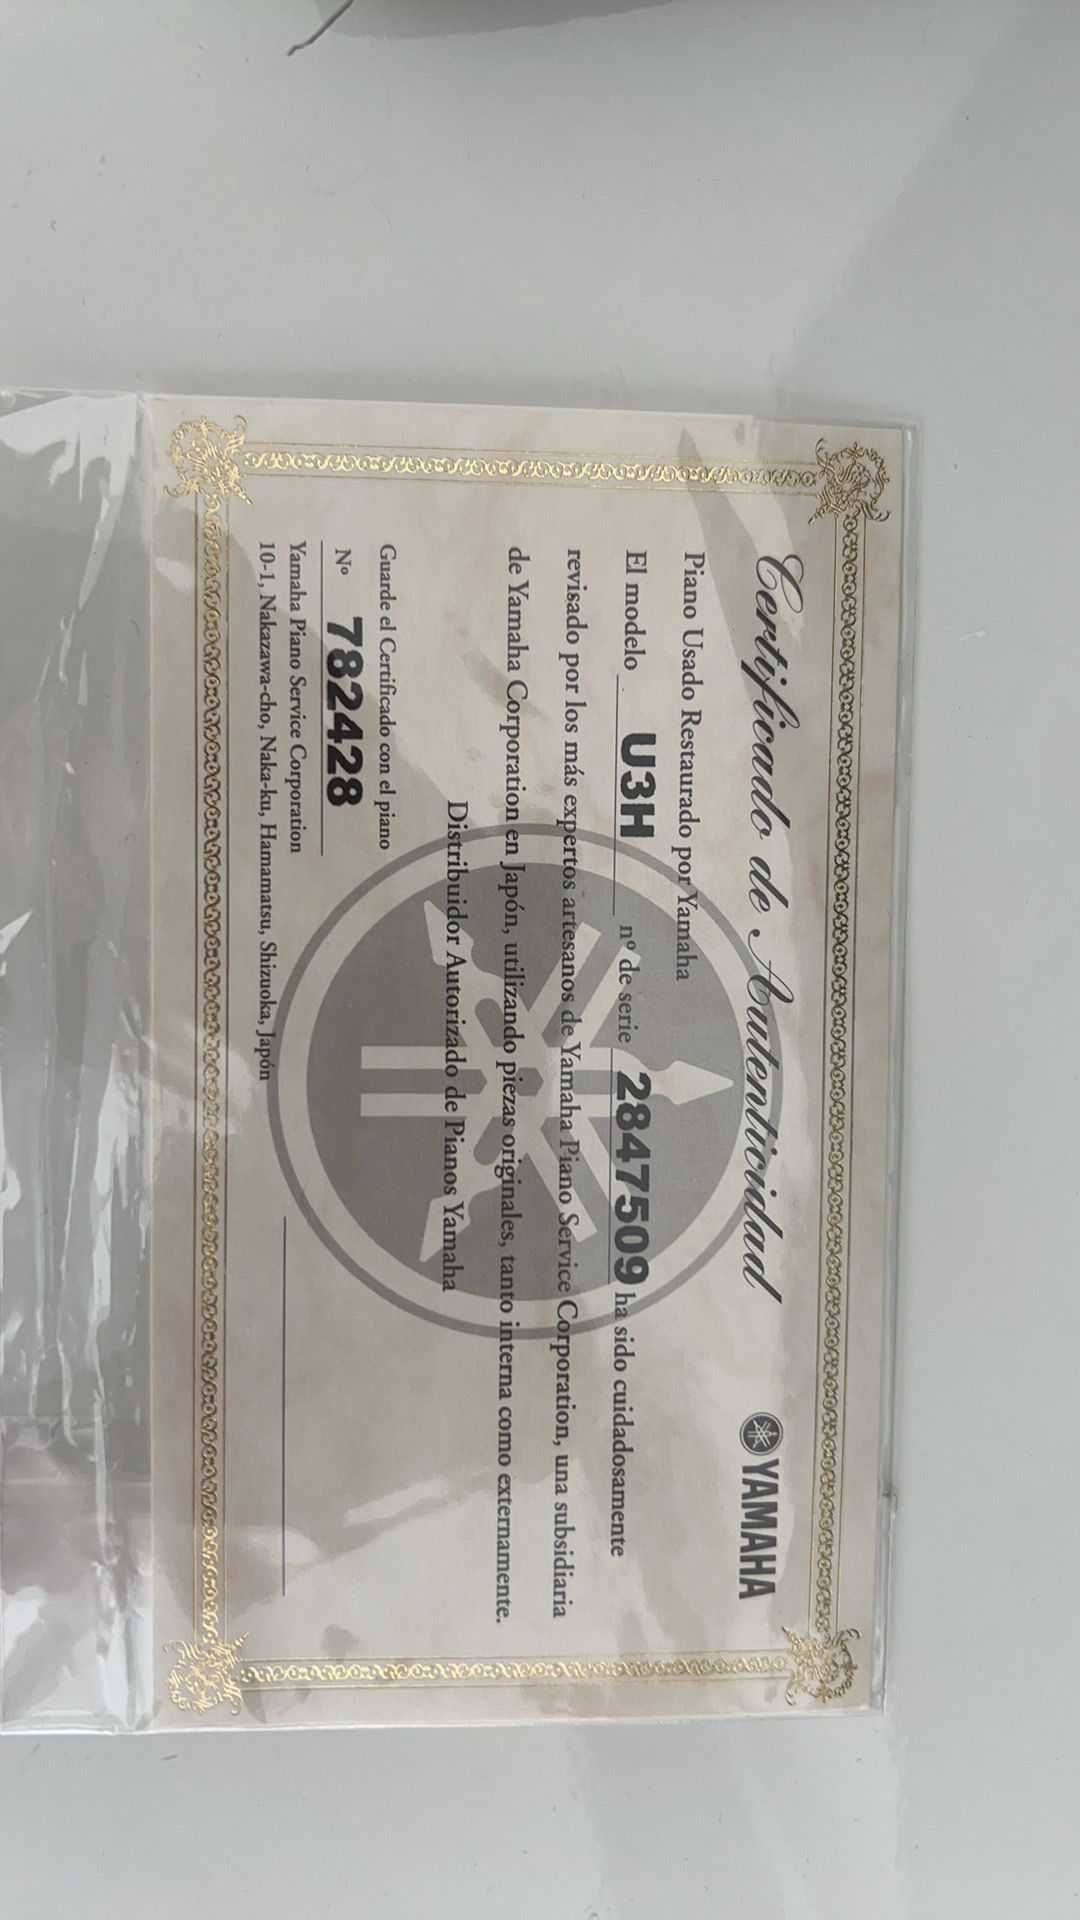 Certificado de Autenticidad
YAMAHA
Piano Usado Restaurado por Yamaha
El modelo U3H nº de serie 2847509 ha sido cuidadosamente
revisado por los más expertos artesanos de Yamaha Piano Service Corporation, una subsidiaria
de Yamaha Corporation en Japón, utilizando piezas originales, tanto interna como externamente.
Distribuidor Autorizado de Pianos Yamaha
Guarde el Certificado con el piano
Nº 782428
Yamaha Piano Service Corporation
10-1, Nakazawa-cho, Naka-ku, Hamamatsu, Shizuoka, Japón